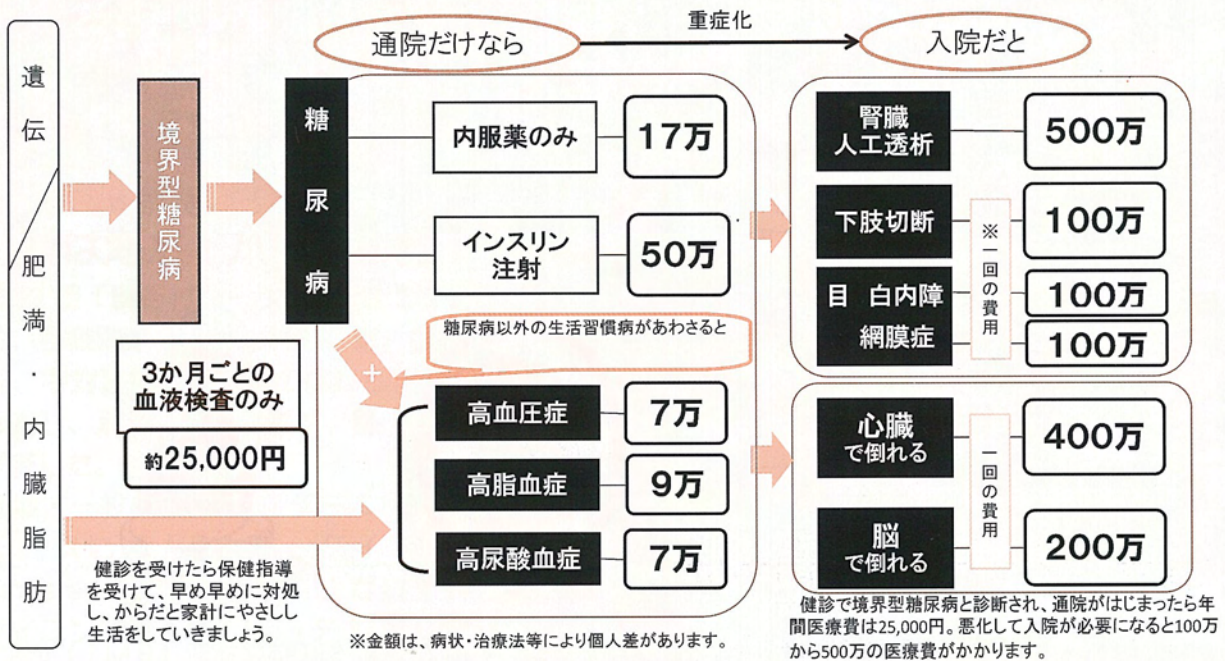 遺伝／肥満・内臓脂肪
境界型糖尿病
3か月ごとの
血液検査のみ
約25,000円
健診を受けたら保健指導
を受けて、早め早めに対処
し、からだと家計にやさしし
生活をしていきましょう。
糖尿病
通院だけなら
重症化
入院だと
内服薬のみ
17万
インスリン
注射
50万
糖尿病以外の生活習慣病があわさると
+
高血圧症
7万
高脂血症
9万
高尿酸血症
7万
※金額は、病状・治療法等により個人差があります。
腎臓
人工透析
500万
下肢切断
100万
目 白内障
100万
網膜症
100万
※一回の費用
心臓
で倒れる
400万
脳
で倒れる
200万
一回の費用
健診で境界型糖尿病と診断され、通院がはじまったら年
間医療費は25,000円。悪化して入院が必要になると100万
から500万の医療費がかかります。